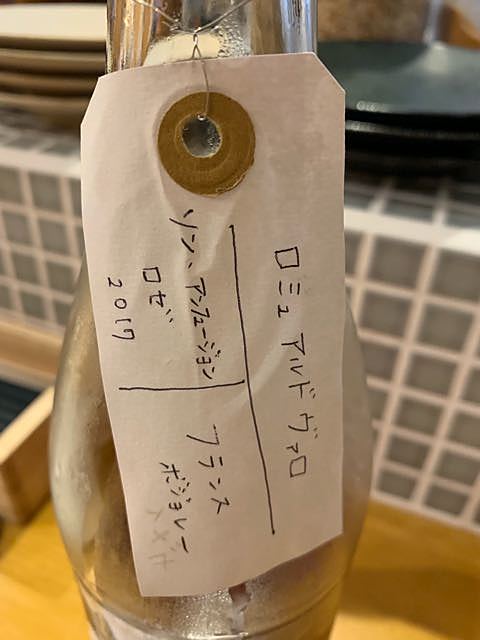 ロミュアルド ヴァロ
ソン、アンフュージョン
ロゼ
2019
フランス
ボジョレー